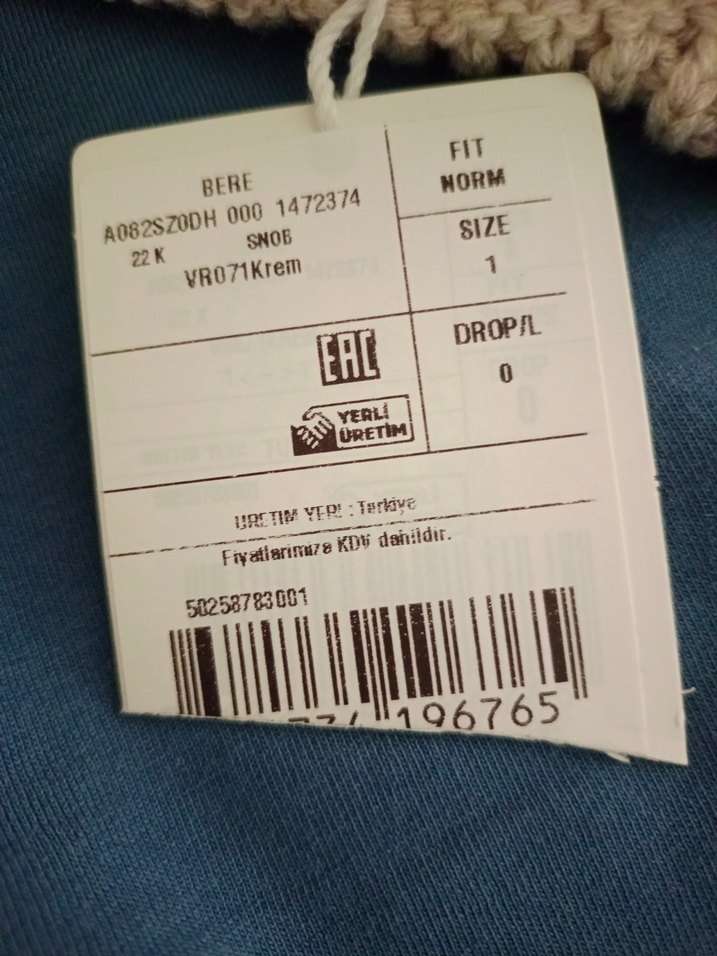 BERE
A082SZ0DH 000 1472374
22 K SNOB
VR071Krem
FIT
NORM
SIZE
1
DROP/L
0
EAC
YERLİ
ÜRETİM
ÜRETIM YERI : Türkiye
Fiyatlarımıza KDV dahildir.
50258783001
196765